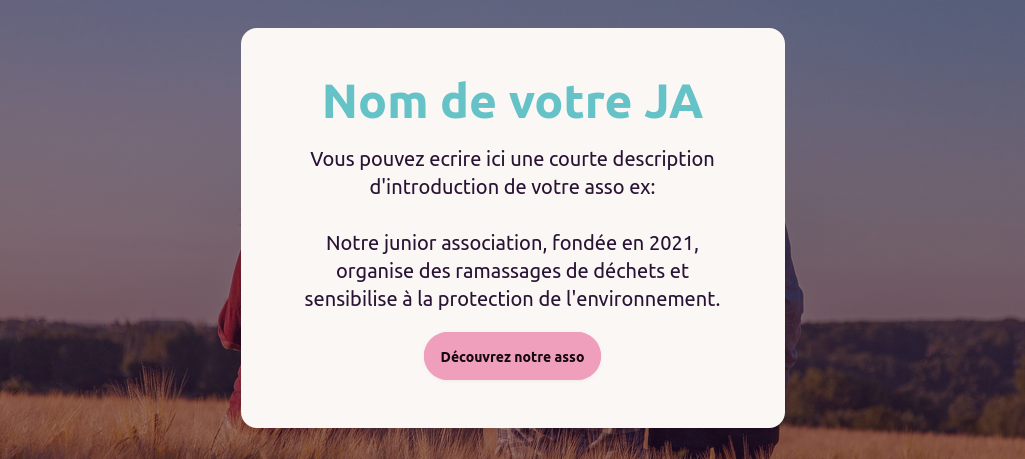 Nom de votre JA
Vous pouvez ecrire ici une courte description
d'introduction de votre asso ex:
Notre junior association, fondée en 2021,
organise des ramassages de déchets et
sensibilise à la protection de l'environnement.
Découvrez notre asso